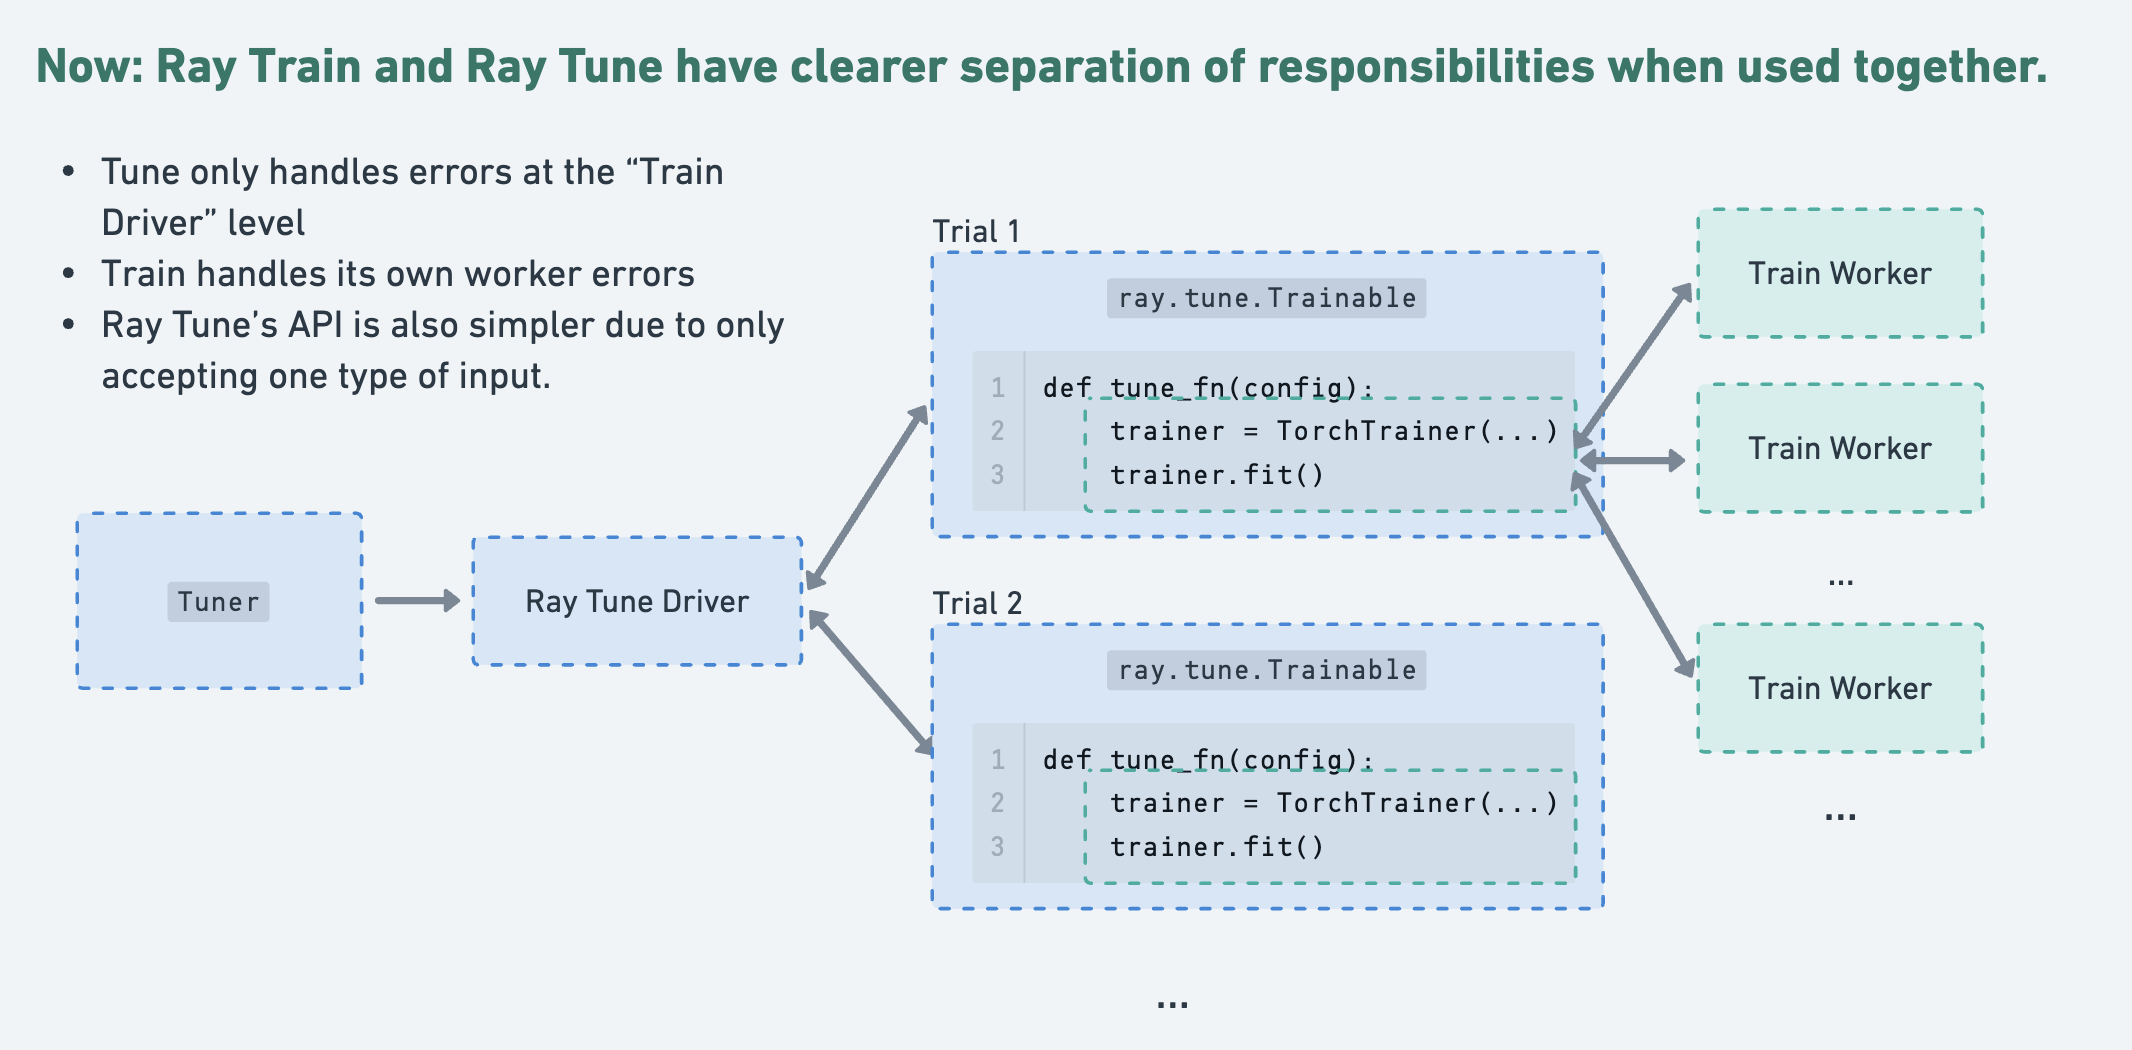 Now: Ray Train and Ray Tune have clearer separation of responsibilities when used together.
• Tune only handles errors at the “Train
Driver” level
• Train handles its own worker errors
• Ray Tune’s API is also simpler due to only
accepting one type of input.
Tuner
Ray Tune Driver
Trial 1
ray.tune.Trainable
1 def tune_fn(config):
2 trainer = TorchTrainer(...)
3 trainer.fit()
Trial 2
ray.tune.Trainable
1 def tune_fn(config):
2 trainer = TorchTrainer(...)
3 trainer.fit()
...
Train Worker
Train Worker
...
Train Worker
...